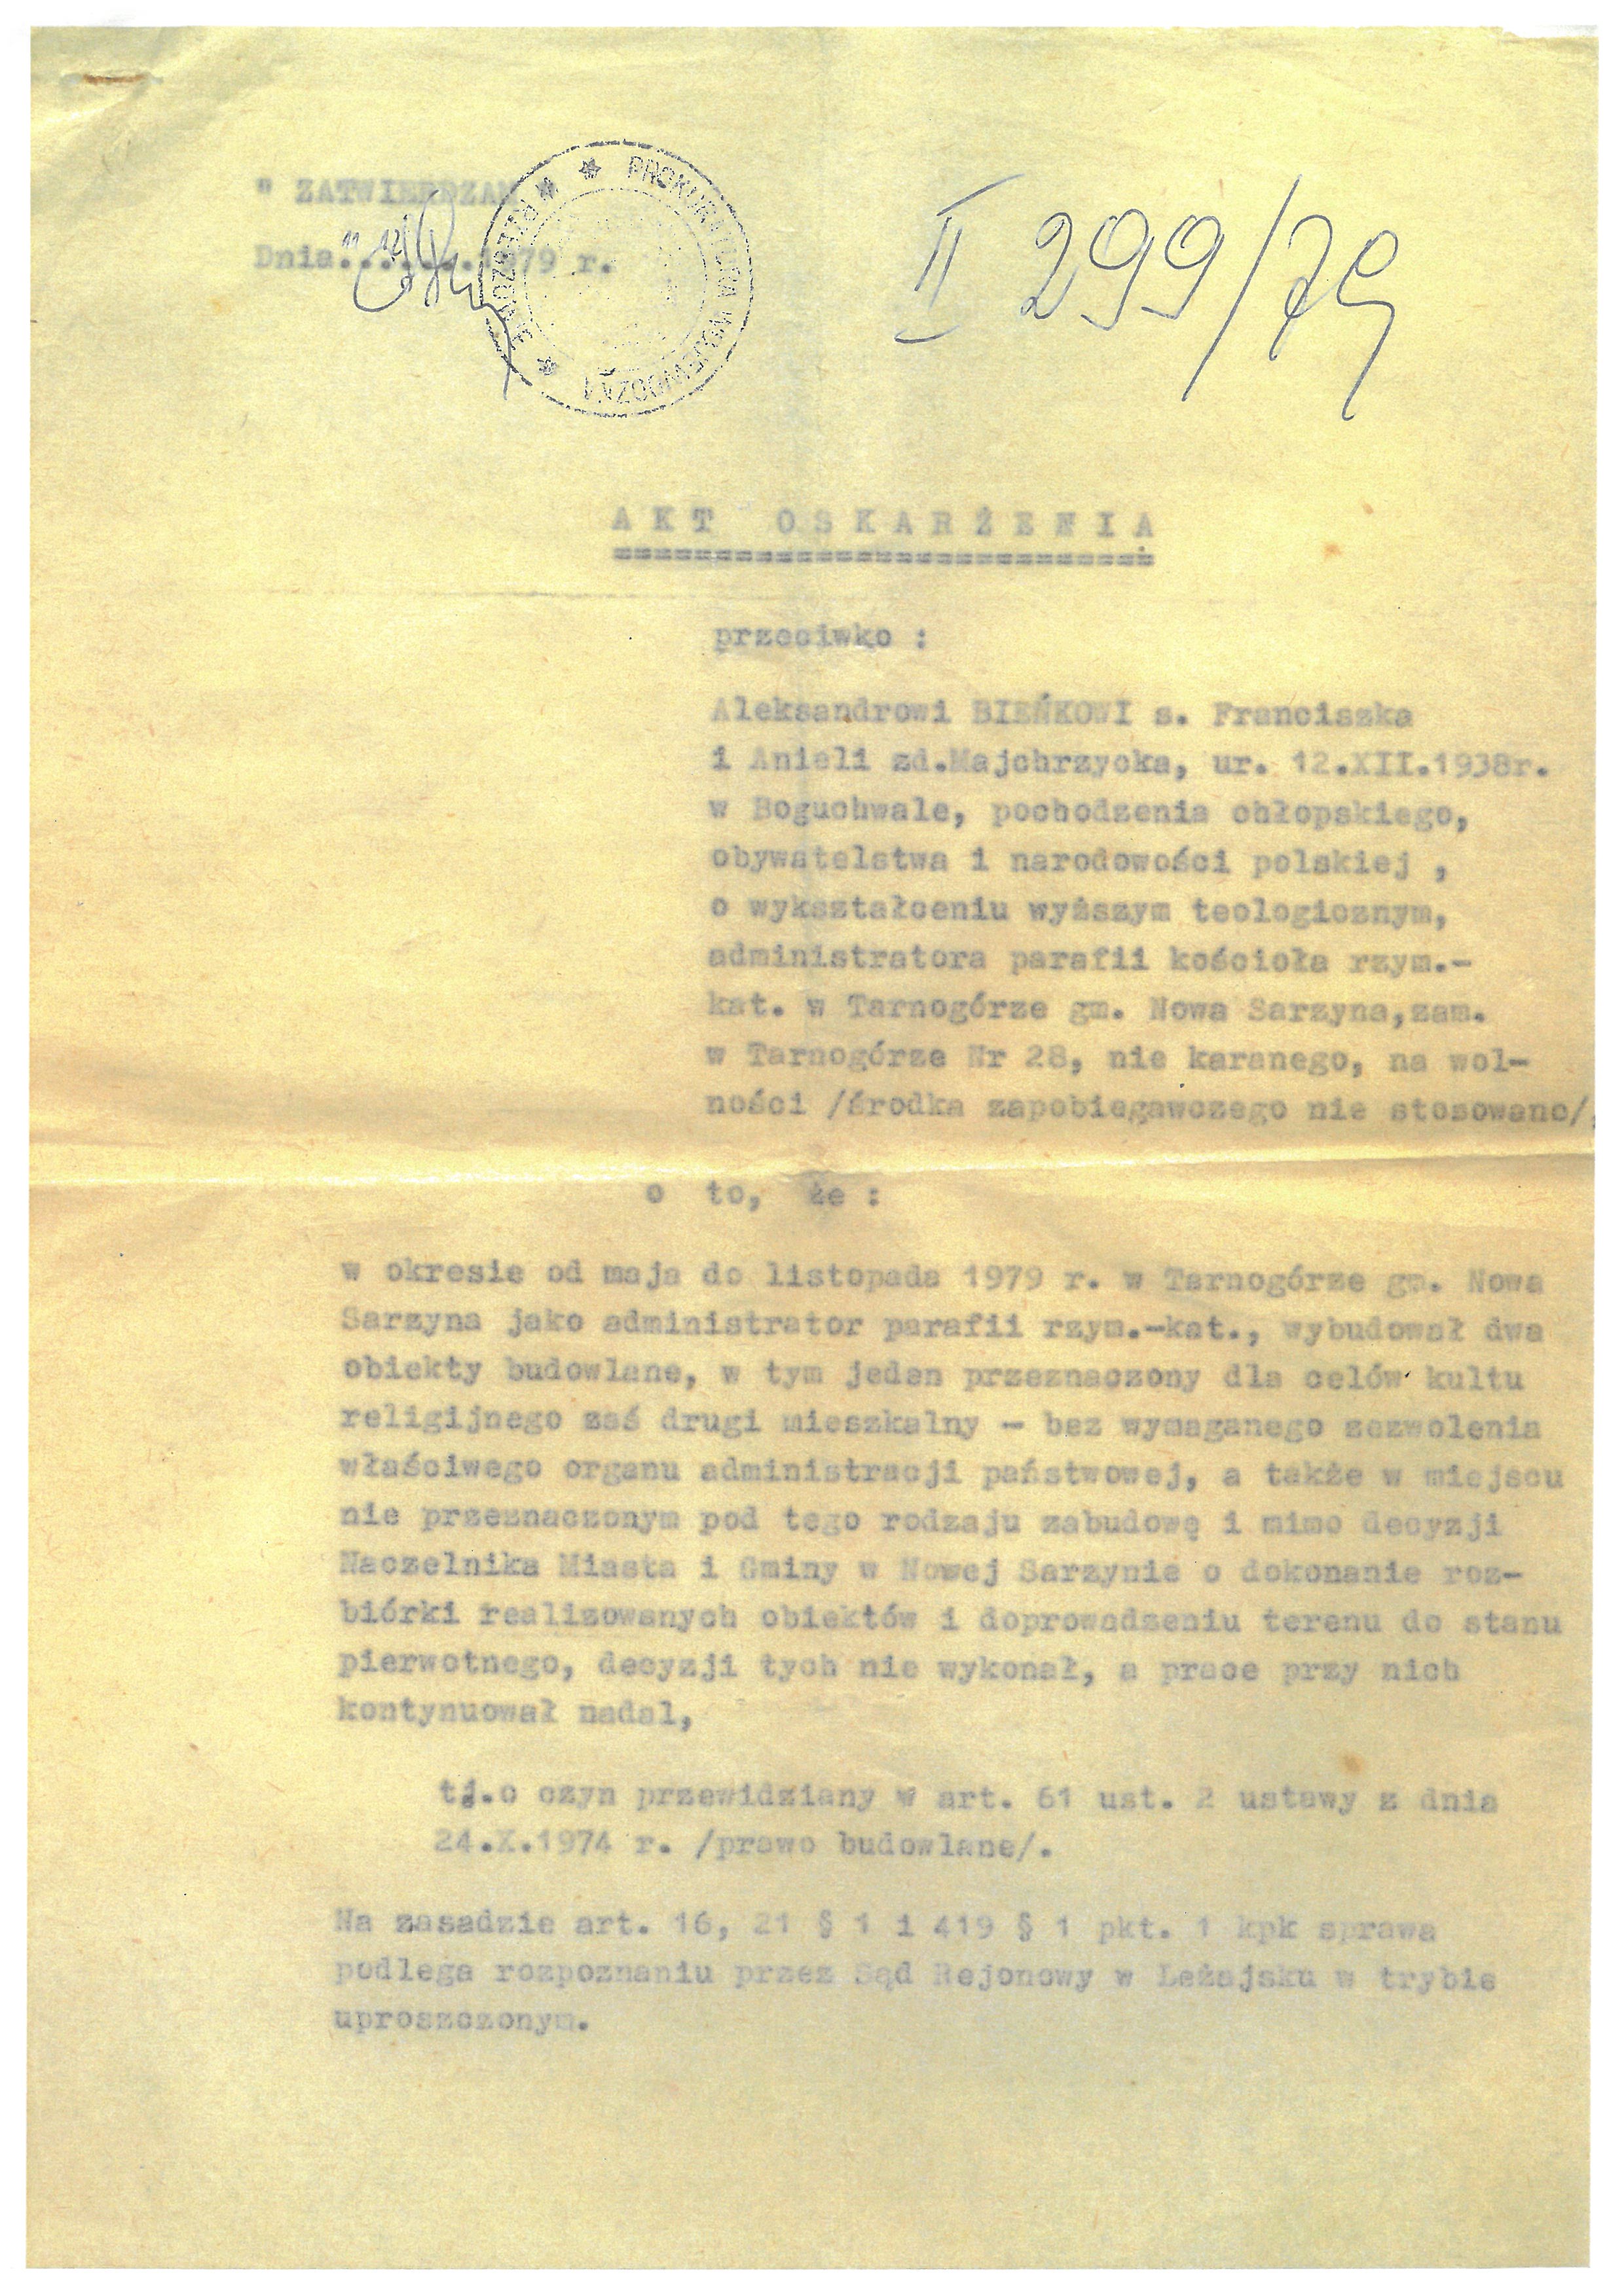 " ZATWIERDZAM
Dnia.......1979 r.
PROKURATURA WOJEWÓDZKA
II 299/79
AKT OSKARŻENIA
przeciwko :
Aleksandrowi BIEŃKOWI s. Franciszka
i Anieli zd.Majchrzycka, ur. 12.XII.1938r.
w Boguchwale, pochodzenia chłopskiego,
obywatelstwa i narodowości polskiej ,
o wykształceniu wyższym teologicznym,
administratora parafii kościoła rzym.-
kat. w Tarnogórze gm. Nowa Sarzyna,zam.
w Tarnogórze Nr 28, nie karanego, na wol-
ności /środka zapobiegawczego nie stosowano/,
o to, że :
w okresie od maja do listopada 1979 r. w Tarnogórze gm. Nowa
Sarzyna jako administrator parafii rzym.-kat., wybudował dwa
obiekty budowlane, w tym jeden przeznaczony dla celów kultu
religijnego zaś drugi mieszkalny - bez wymaganego zezwolenia
właściwego organu administracji państwowej, a także w miejscu
nie przeznaczonym pod tego rodzaju zabudowę i mimo decyzji
Naczelnika Miasta i Gminy w Nowej Sarzynie o dokonanie roz-
biórki realizowanych obiektów i doprowadzeniu terenu do stanu
pierwotnego, decyzji tych nie wykonał, a prace przy nich
kontynuował nadal,
tj.o czyn przewidziany w art. 61 ust. 2 ustawy z dnia
24.X.1974 r. /prawo budowlane/.
Na zasadzie art. 16, 21 § 1 i 419 § 1 pkt. 1 kpk sprawa
podlega rozpoznaniu przez Sąd Rejonowy w Leżajsku w trybie
uproszczonym.